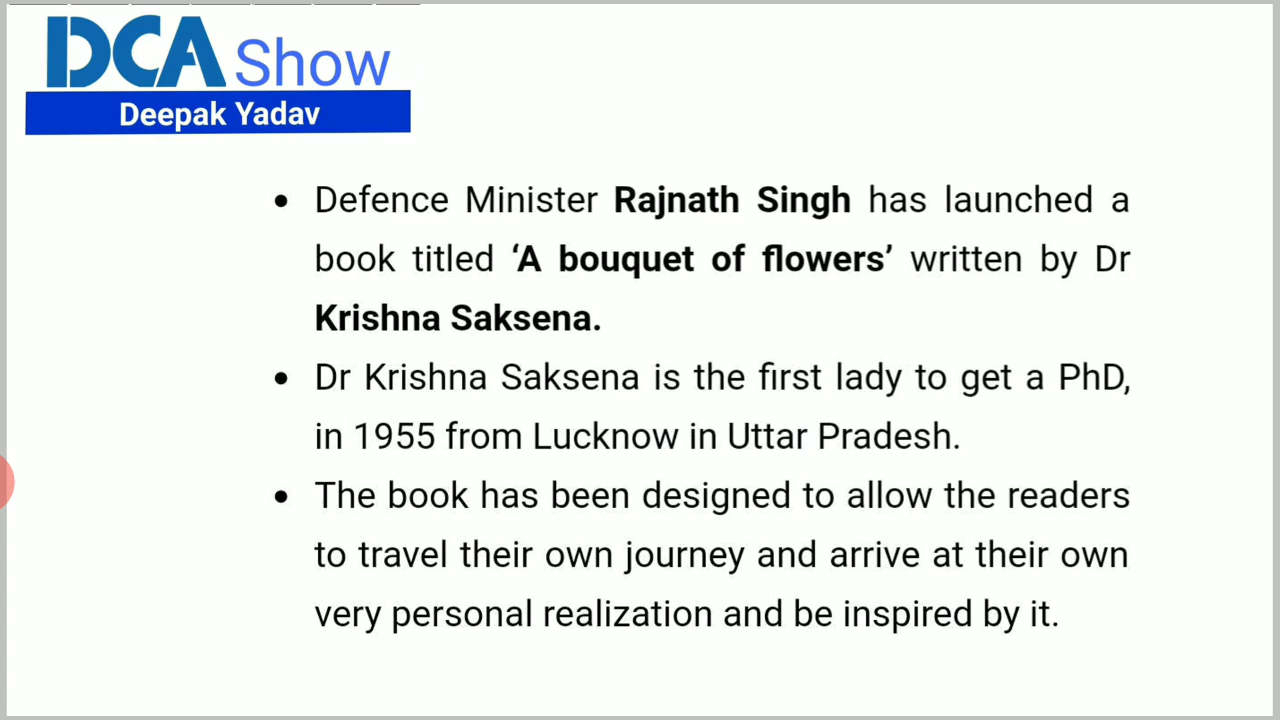 DCA Show
Deepak Yadav
• Defence Minister Rajnath Singh has launched a
book titled ‘A bouquet of flowers’ written by Dr
Krishna Saksena.
• Dr Krishna Saksena is the first lady to get a PhD,
in 1955 from Lucknow in Uttar Pradesh.
• The book has been designed to allow the readers
to travel their own journey and arrive at their own
very personal realization and be inspired by it.